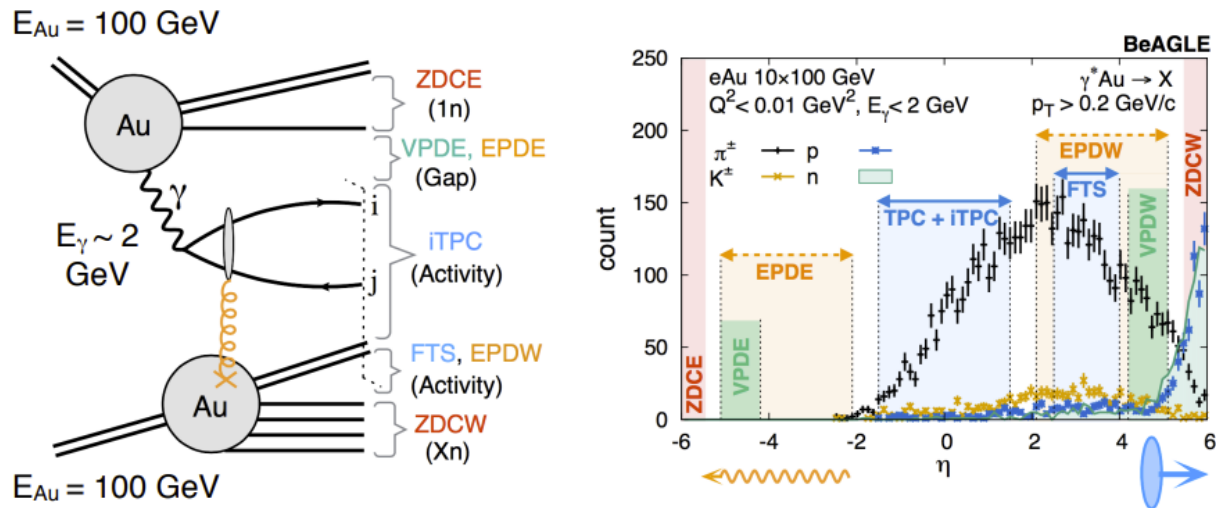 E_Au = 100 GeV
Au
ZDCE
(1n)
VPDE, EPDE
(Gap)
γ
E_γ ~ 2
GeV
i
iTPC
(Activity)
j
FTS, EPDW
(Activity)
Au
ZDCW
(Xn)
E_Au = 100 GeV
BeAGLE
eAu 10×100 GeV
Q² < 0.01 GeV², E_γ < 2 GeV
γ*Au → X
p_T > 0.2 GeV/c
π± p
K± n
EPDW
FTS
TPC + iTPC
EPDE
VPDE
VPDW
ZDCE
ZDCW
count
250
200
150
100
50
0
-6 -4 -2 0 2 4 6
η